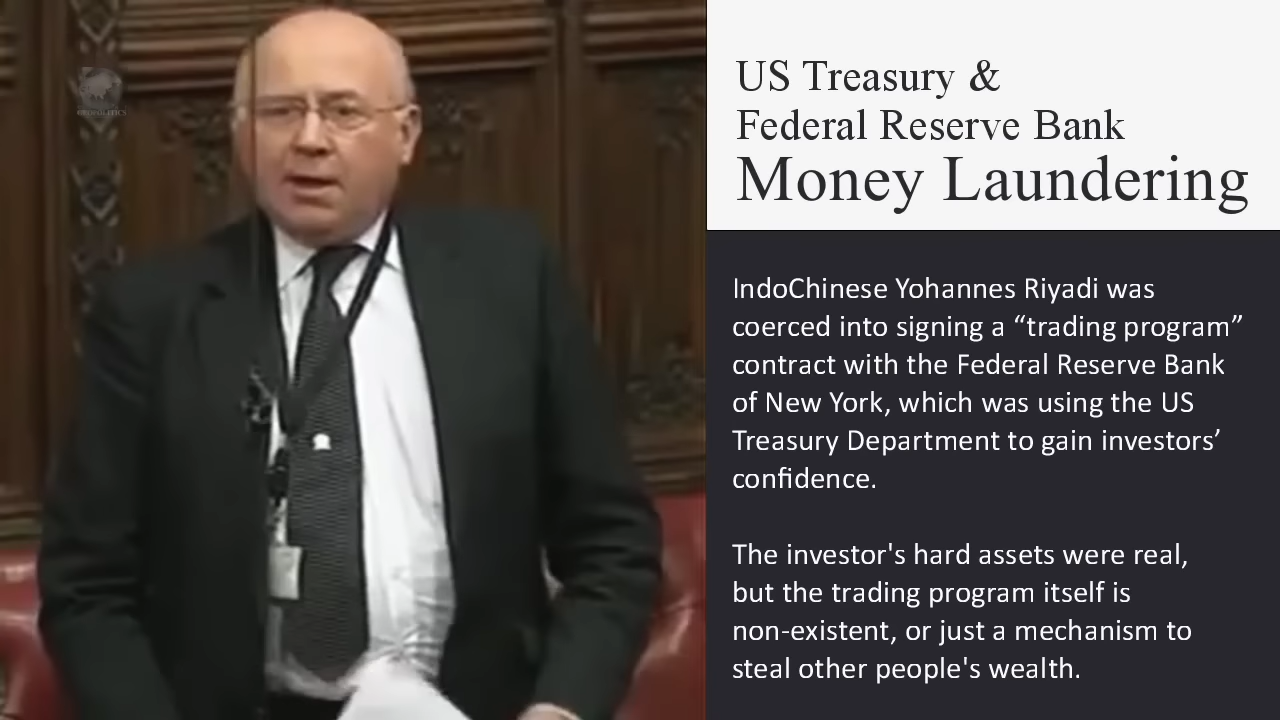 US Treasury &
Federal Reserve Bank
Money Laundering
IndoChinese Yohannes Riyadi was
coerced into signing a “trading program”
contract with the Federal Reserve Bank
of New York, which was using the US
Treasury Department to gain investors’
confidence.
The investor's hard assets were real,
but the trading program itself is
non-existent, or just a mechanism to
steal other people's wealth.